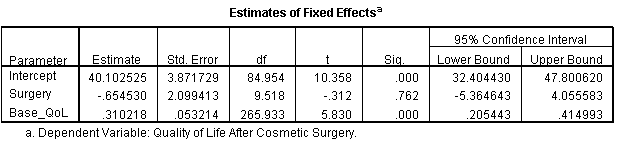 Estimates of Fixed Effectsa
95% Confidence Interval
Parameter Estimate Std. Error df t Sig. Lower Bound Upper Bound
Intercept 40.102525 3.871729 84.954 10.358 .000 32.404430 47.800620
Surgery -.654530 2.099413 9.518 -.312 .762 -5.364643 4.055583
Base_QoL .310218 .053214 265.933 5.830 .000 .205443 .414993
a. Dependent Variable: Quality of Life After Cosmetic Surgery.